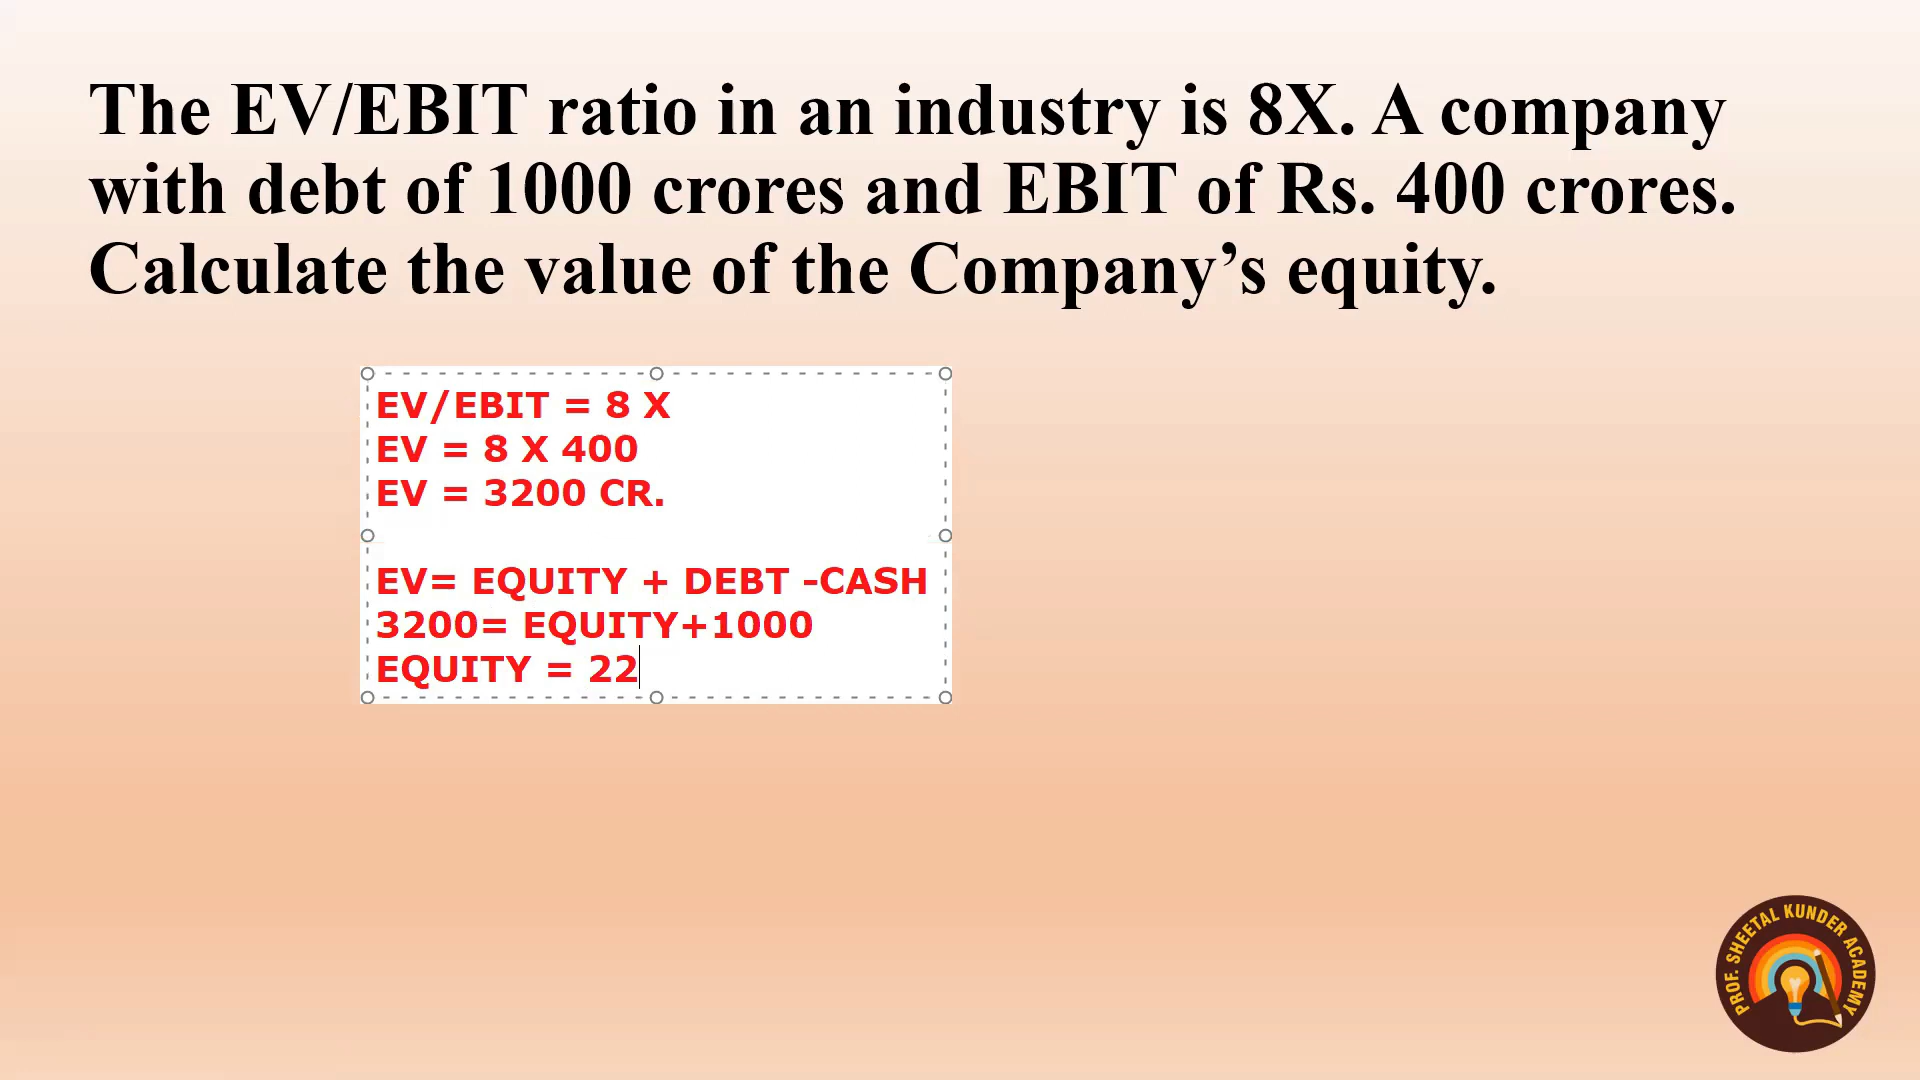 The EV/EBIT ratio in an industry is 8X. A company
with debt of 1000 crores and EBIT of Rs. 400 crores.
Calculate the value of the Company’s equity.
EV/EBIT = 8 X
EV = 8 X 400
EV = 3200 CR.
EV= EQUITY + DEBT -CASH
3200= EQUITY+1000
EQUITY = 22
PROF. SHEETAL KUNDER ACADEMY